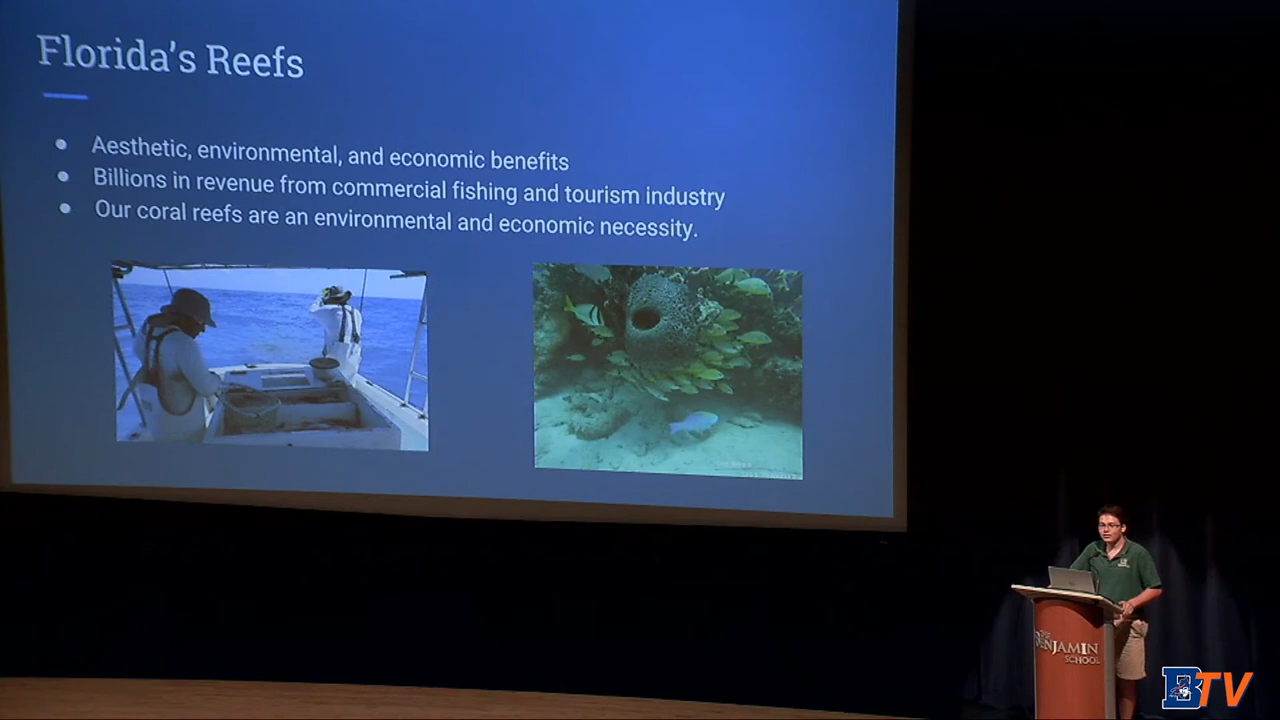 Florida's Reefs
Aesthetic, environmental, and economic benefits
Billions in revenue from commercial fishing and tourism industry
Our coral reefs are an environmental and economic necessity.
THE
BENJAMIN
SCHOOL
BTV